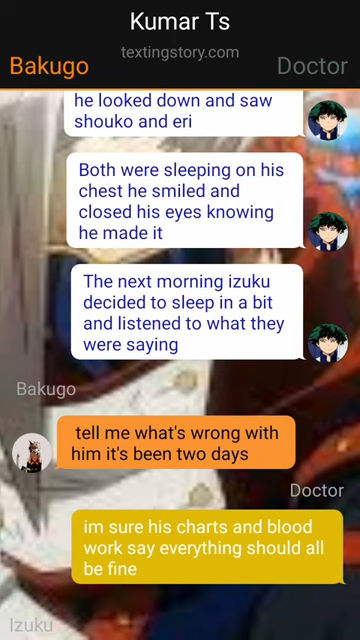 Kumar Ts
textingstory.com
Bakugo
Doctor
he looked down and saw
shouko and eri
Both were sleeping on his
chest he smiled and
closed his eyes knowing
he made it
The next morning izuku
decided to sleep in a bit
and listened to what they
were saying
Bakugo
tell me what's wrong with
him it's been two days
Doctor
im sure his charts and blood
work say everything should all
be fine
Izuku